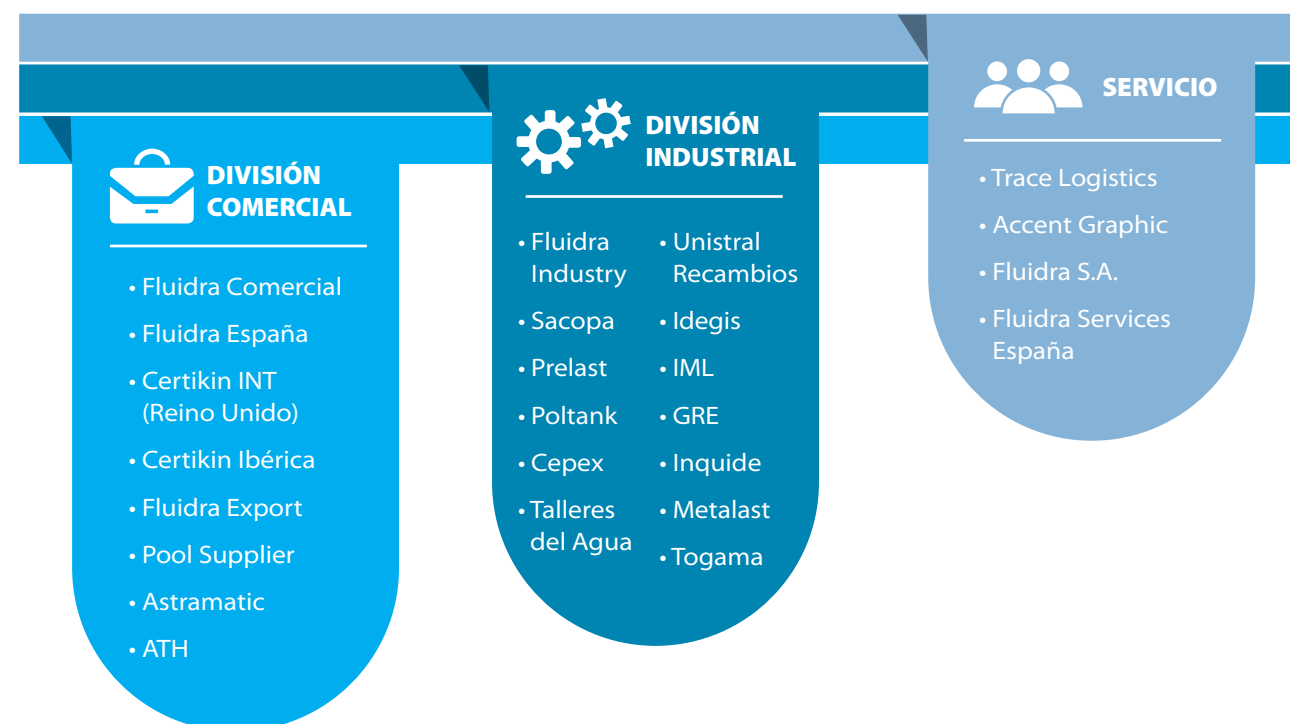 DIVISIÓN
COMERCIAL
• Fluidra Comercial
• Fluidra España
• Certikin INT
(Reino Unido)
• Certikin Ibérica
• Fluidra Export
• Pool Supplier
• Astramatic
• ATH
DIVISIÓN
INDUSTRIAL
• Fluidra
Industry
• Sacopa
• Prelast
• Poltank
• Cepex
• Talleres
del Agua
• Unistral
Recambios
• Idegis
• IML
• GRE
• Inquide
• Metalast
• Togama
SERVICIO
• Trace Logistics
• Accent Graphic
• Fluidra S.A.
• Fluidra Services
España